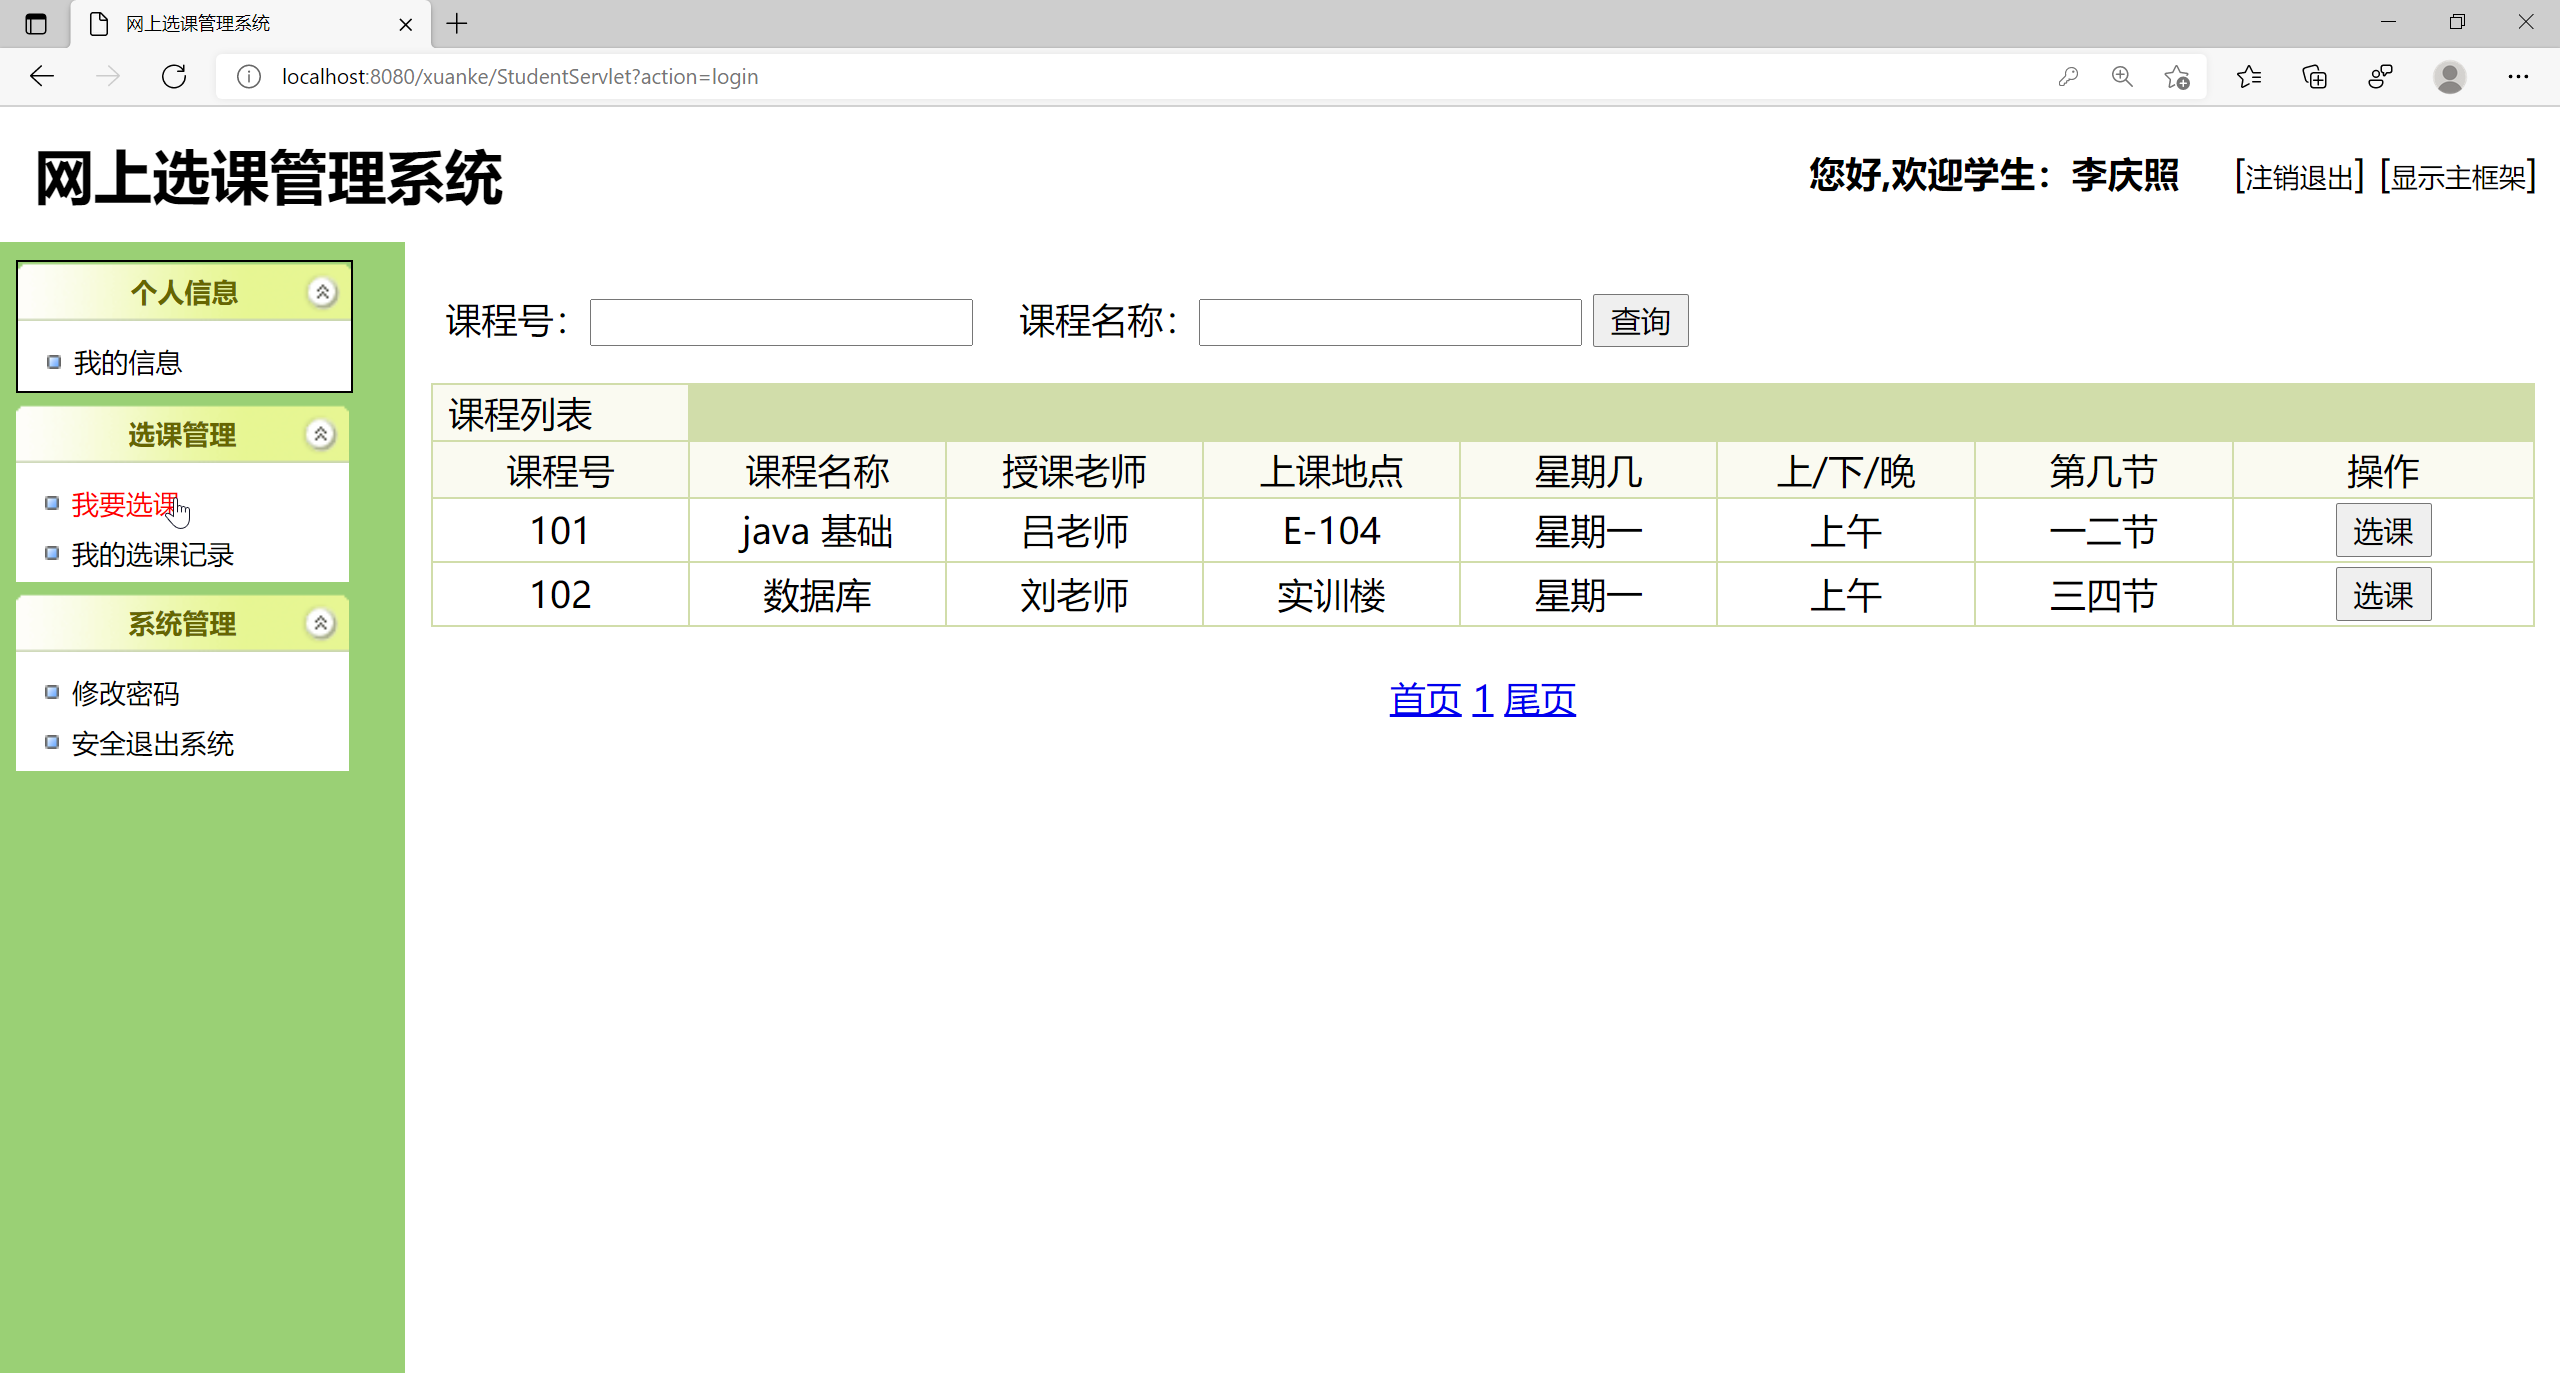 网上选课管理系统
localhost:8080/xuanke/StudentServlet?action=login
网上选课管理系统
您好,欢迎学生：李庆照 [注销退出] [显示主框架]
个人信息
我的信息
选课管理
我要选课
我的选课记录
系统管理
修改密码
安全退出系统
课程号： 课程名称： 查询
课程列表
课程号 课程名称 授课老师 上课地点 星期几 上/下/晚 第几节 操作
101 java 基础 吕老师 E-104 星期一 上午 一二节 选课
102 数据库 刘老师 实训楼 星期一 上午 三四节 选课
首页 1 尾页